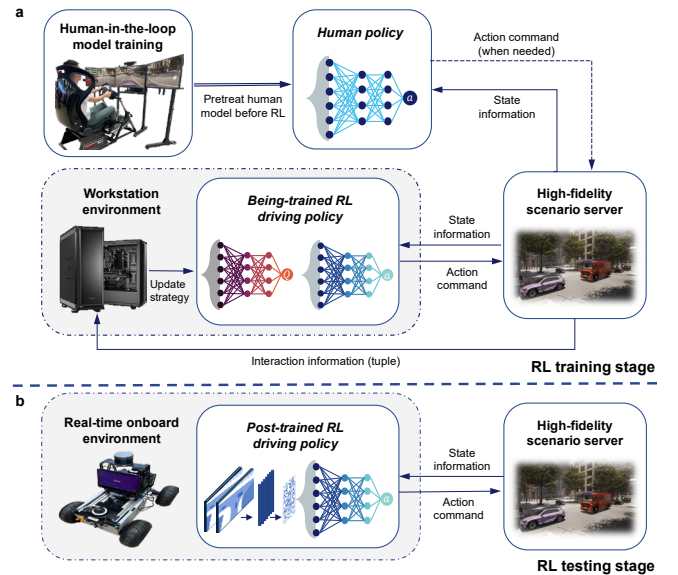 a
Human-in-the-loop
model training
Human policy
Action command
(when needed)
Pretreat human
model before RL
a
State
information
Workstation
environment
Being-trained RL
driving policy
High-fidelity
scenario server
State
information
Update
strategy
Q
a
Action
command
Interaction information (tuple)
RL training stage
b
Real-time onboard
environment
Post-trained RL
driving policy
High-fidelity
scenario server
State
information
a
Action
command
RL testing stage